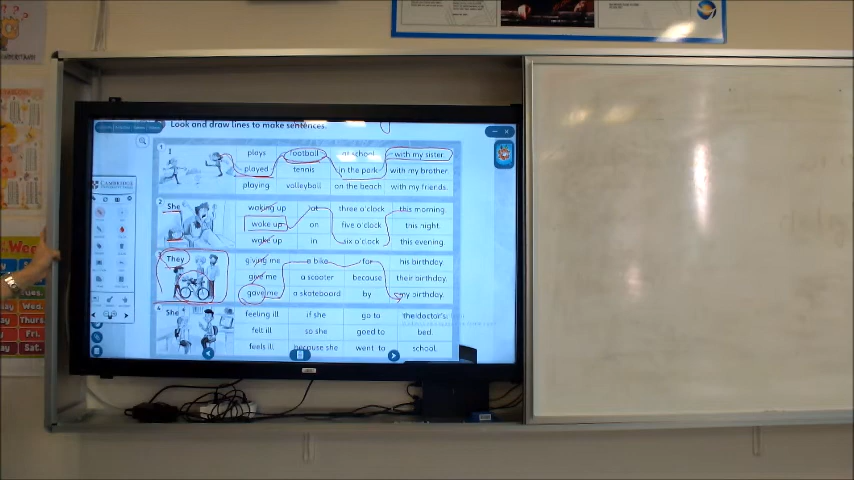 Look and draw lines to make sentences.
1 I
plays football at school with my sister.
played tennis in the park with my brother.
playing volleyball on the beach with my friends.
2 She
waking up at three o'clock this morning.
woke up on five o'clock this night.
wake up in six o'clock this evening.
3 They
giving me a bike for his birthday.
give me a scooter because their birthday.
gave me a skateboard by my birthday.
4 She
feeling ill if she go to the doctor's.
felt ill so she goed to bed.
feels ill because she went to school.
CAMBRIDGE
Fri.
Sat.